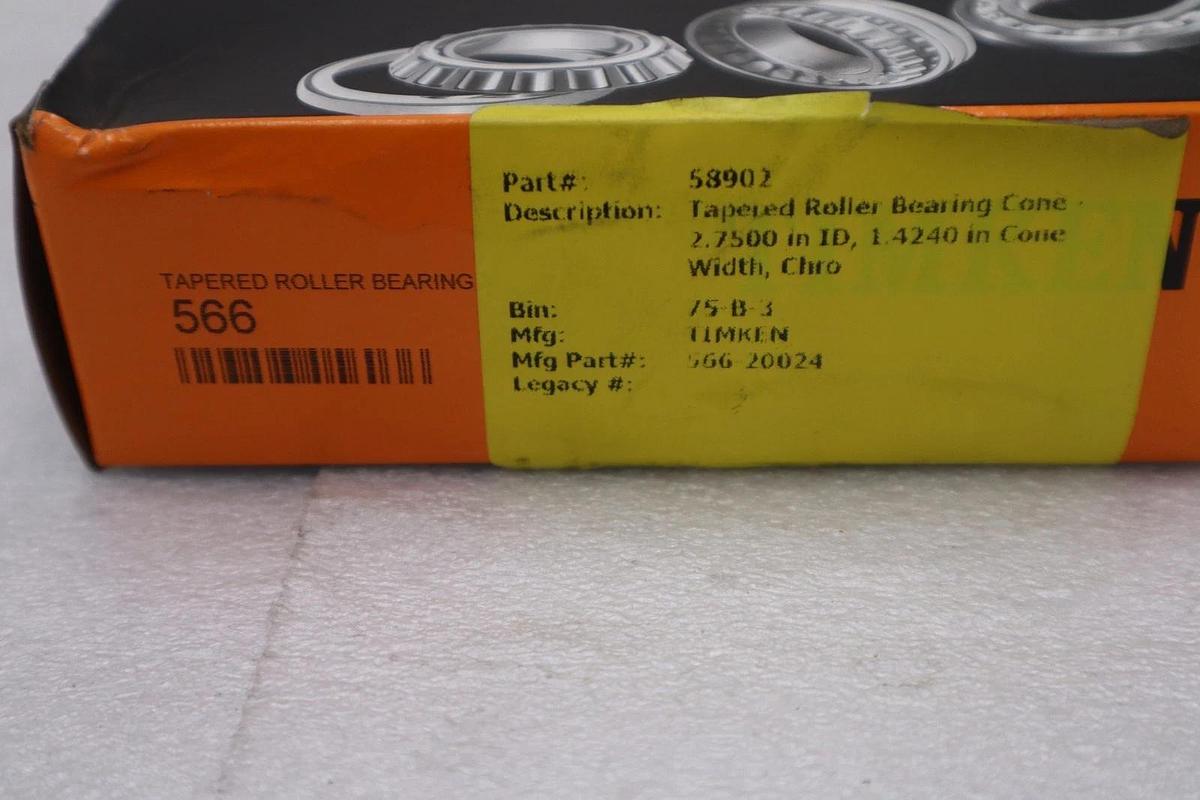 TAPERED ROLLER BEARING
566
Part#: 58902
Description: Tapered Roller Bearing Cone -
2.7500 in ID, 1.4240 in Cone
Width, Chro
Bin: 75-B-3
Mfg: TIMKEN
Mfg Part#: 566-20024
Legacy #: